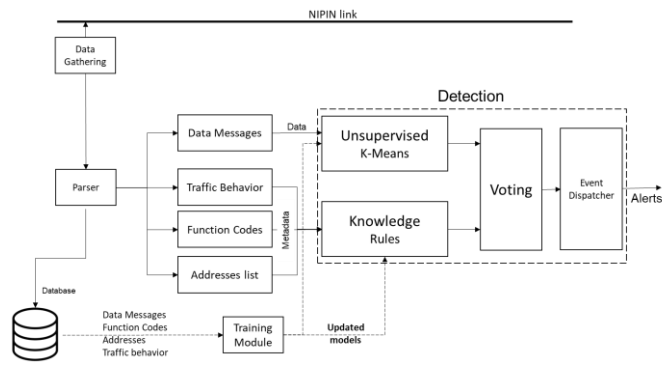 NIPIN link
Data
Gathering
Detection
Data Messages
Data
Unsupervised
K-Means
Parser
Traffic Behavior
Voting
Event
Dispatcher
Alerts
Function Codes
Metadata
Knowledge
Rules
Addresses list
Database
Data Messages
Function Codes
Addresses
Traffic behavior
Training
Module
Updated
models